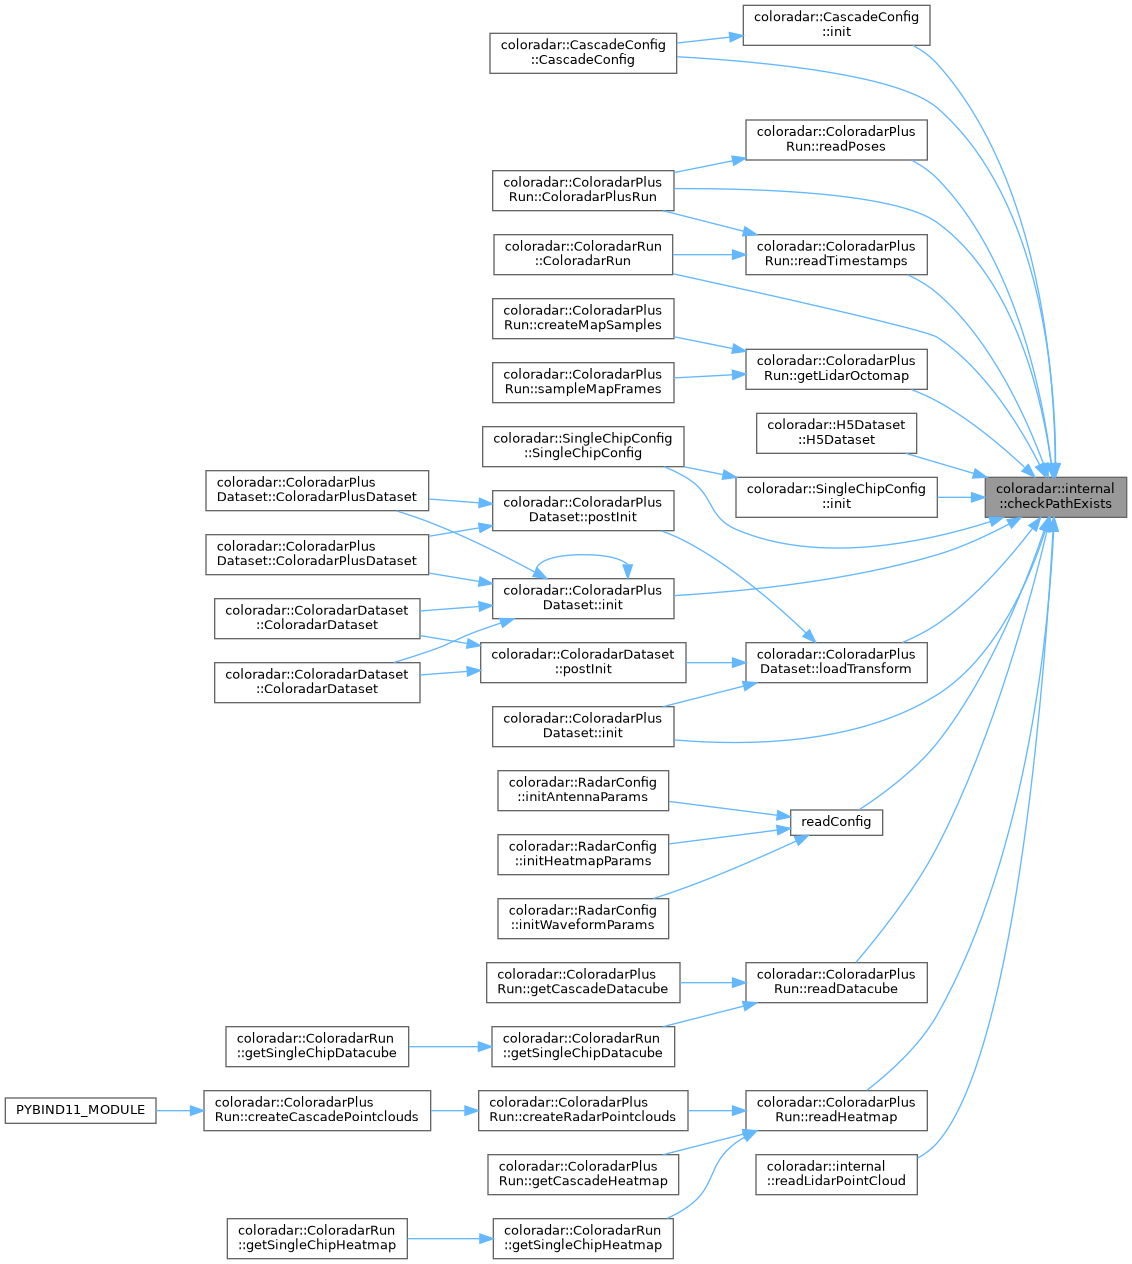 coloradar::CascadeConfig
::init
coloradar::CascadeConfig
::CascadeConfig
coloradar::ColoradarPlus
Run::readPoses
coloradar::ColoradarPlus
Run::ColoradarPlusRun
coloradar::ColoradarRun
::ColoradarRun
coloradar::ColoradarPlus
Run::readTimestamps
coloradar::ColoradarPlus
Run::createMapSamples
coloradar::ColoradarPlus
Run::getLidarOctomap
coloradar::ColoradarPlus
Run::sampleMapFrames
coloradar::H5Dataset
::H5Dataset
coloradar::SingleChipConfig
::SingleChipConfig
coloradar::SingleChipConfig
::init
coloradar::internal
::checkPathExists
coloradar::ColoradarPlus
Dataset::ColoradarPlusDataset
coloradar::ColoradarPlus
Dataset::postInit
coloradar::ColoradarPlus
Dataset::ColoradarPlusDataset
coloradar::ColoradarPlus
Dataset::init
coloradar::ColoradarDataset
::ColoradarDataset
coloradar::ColoradarDataset
::postInit
coloradar::ColoradarPlus
Dataset::loadTransform
coloradar::ColoradarDataset
::ColoradarDataset
coloradar::ColoradarPlus
Dataset::init
coloradar::RadarConfig
::initAntennaParams
readConfig
coloradar::RadarConfig
::initHeatmapParams
coloradar::RadarConfig
::initWaveformParams
coloradar::ColoradarPlus
Run::getCascadeDatacube
coloradar::ColoradarPlus
Run::readDatacube
coloradar::ColoradarRun
::getSingleChipDatacube
coloradar::ColoradarRun
::getSingleChipDatacube
PYBIND11_MODULE
coloradar::ColoradarPlus
Run::createCascadePointclouds
coloradar::ColoradarPlus
Run::createRadarPointclouds
coloradar::ColoradarPlus
Run::readHeatmap
coloradar::ColoradarPlus
Run::getCascadeHeatmap
coloradar::internal
::readLidarPointCloud
coloradar::ColoradarRun
::getSingleChipHeatmap
coloradar::ColoradarRun
::getSingleChipHeatmap